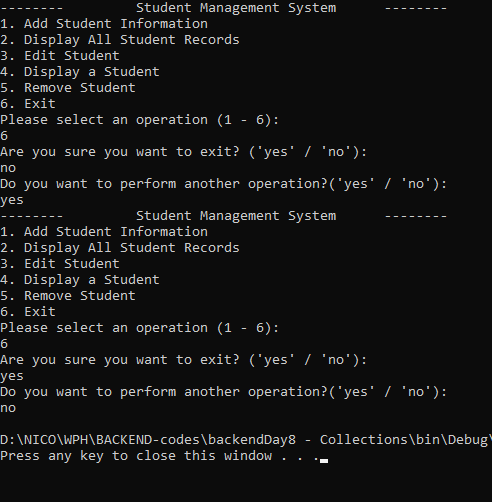 --------         Student Management System      --------
1. Add Student Information
2. Display All Student Records
3. Edit Student
4. Display a Student
5. Remove Student
6. Exit
Please select an operation (1 - 6):
6
Are you sure you want to exit? ('yes' / 'no'):
no
Do you want to perform another operation?('yes' / 'no'):
yes
--------         Student Management System      --------
1. Add Student Information
2. Display All Student Records
3. Edit Student
4. Display a Student
5. Remove Student
6. Exit
Please select an operation (1 - 6):
6
Are you sure you want to exit? ('yes' / 'no'):
yes
Do you want to perform another operation?('yes' / 'no'):
no
D:\NICO\WPH\BACKEND-codes\backendDay8 - Collections\bin\Debug\
Press any key to close this window . . .